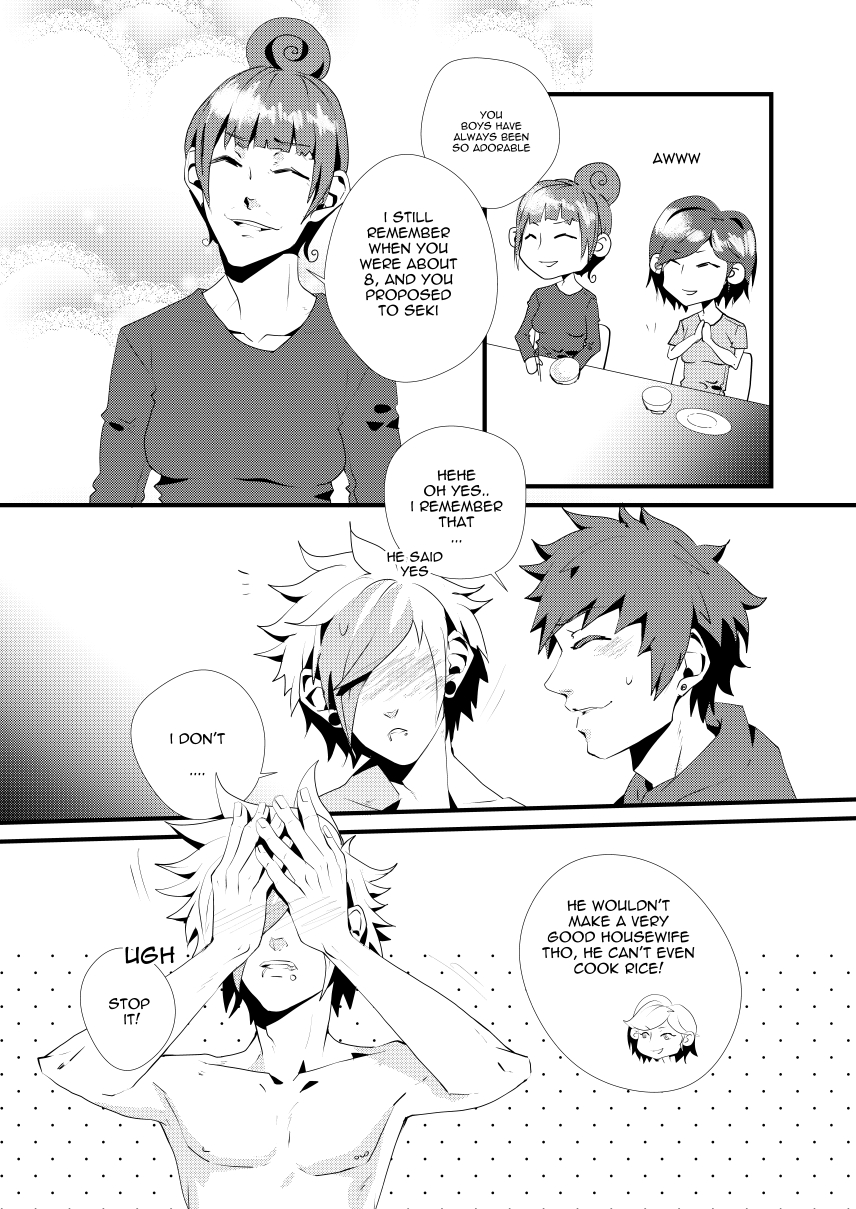 YOU
BOYS HAVE
ALWAYS BEEN
SO ADORABLE
AWWW
I STILL
REMEMBER
WHEN YOU
WERE ABOUT
8, AND YOU
PROPOSED
TO SEKI
HEHE
OH YES..
I REMEMBER
THAT
...
HE SAID
YES
I DON'T
....
UGH
STOP
IT!
HE WOULDN'T
MAKE A VERY
GOOD HOUSEWIFE
THO, HE CAN'T EVEN
COOK RICE!